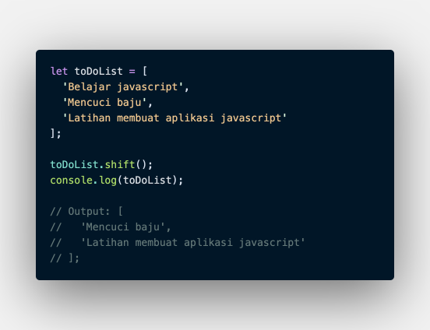 let toDoList = [
  'Belajar javascript',
  'Mencuci baju',
  'Latihan membuat aplikasi javascript'
];

toDoList.shift();
console.log(toDoList);

// Output: [
//   'Mencuci baju',
//   'Latihan membuat aplikasi javascript'
// ];